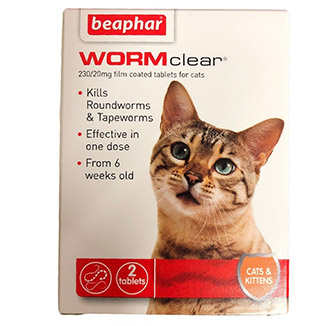 beaphar
WORMclear®
230/20mg film coated tablets for cats
• Kills
Roundworms
& Tapeworms
• Effective in
one dose
• From 6
weeks old
2
tablets
CATS &
KITTENS